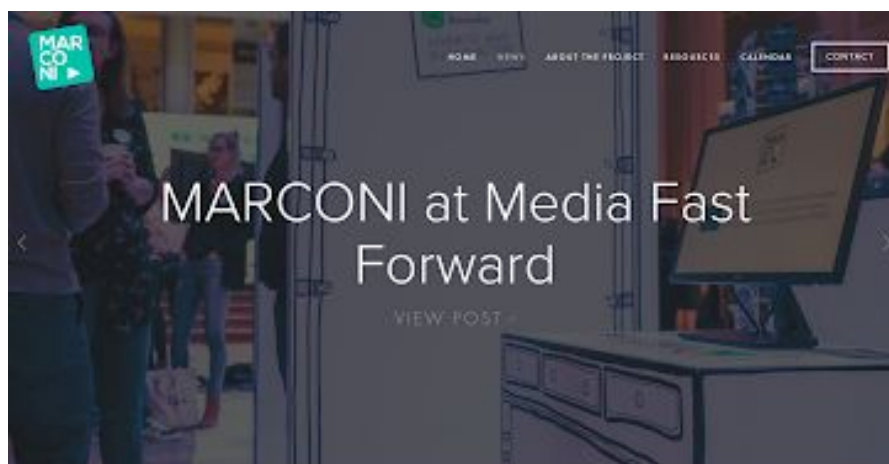 MAR
CO
NI
HOME NEWS ABOUT THE PROJECT RESOURCES CALENDAR CONTACT
MARCONI at Media Fast
Forward
VIEW POST